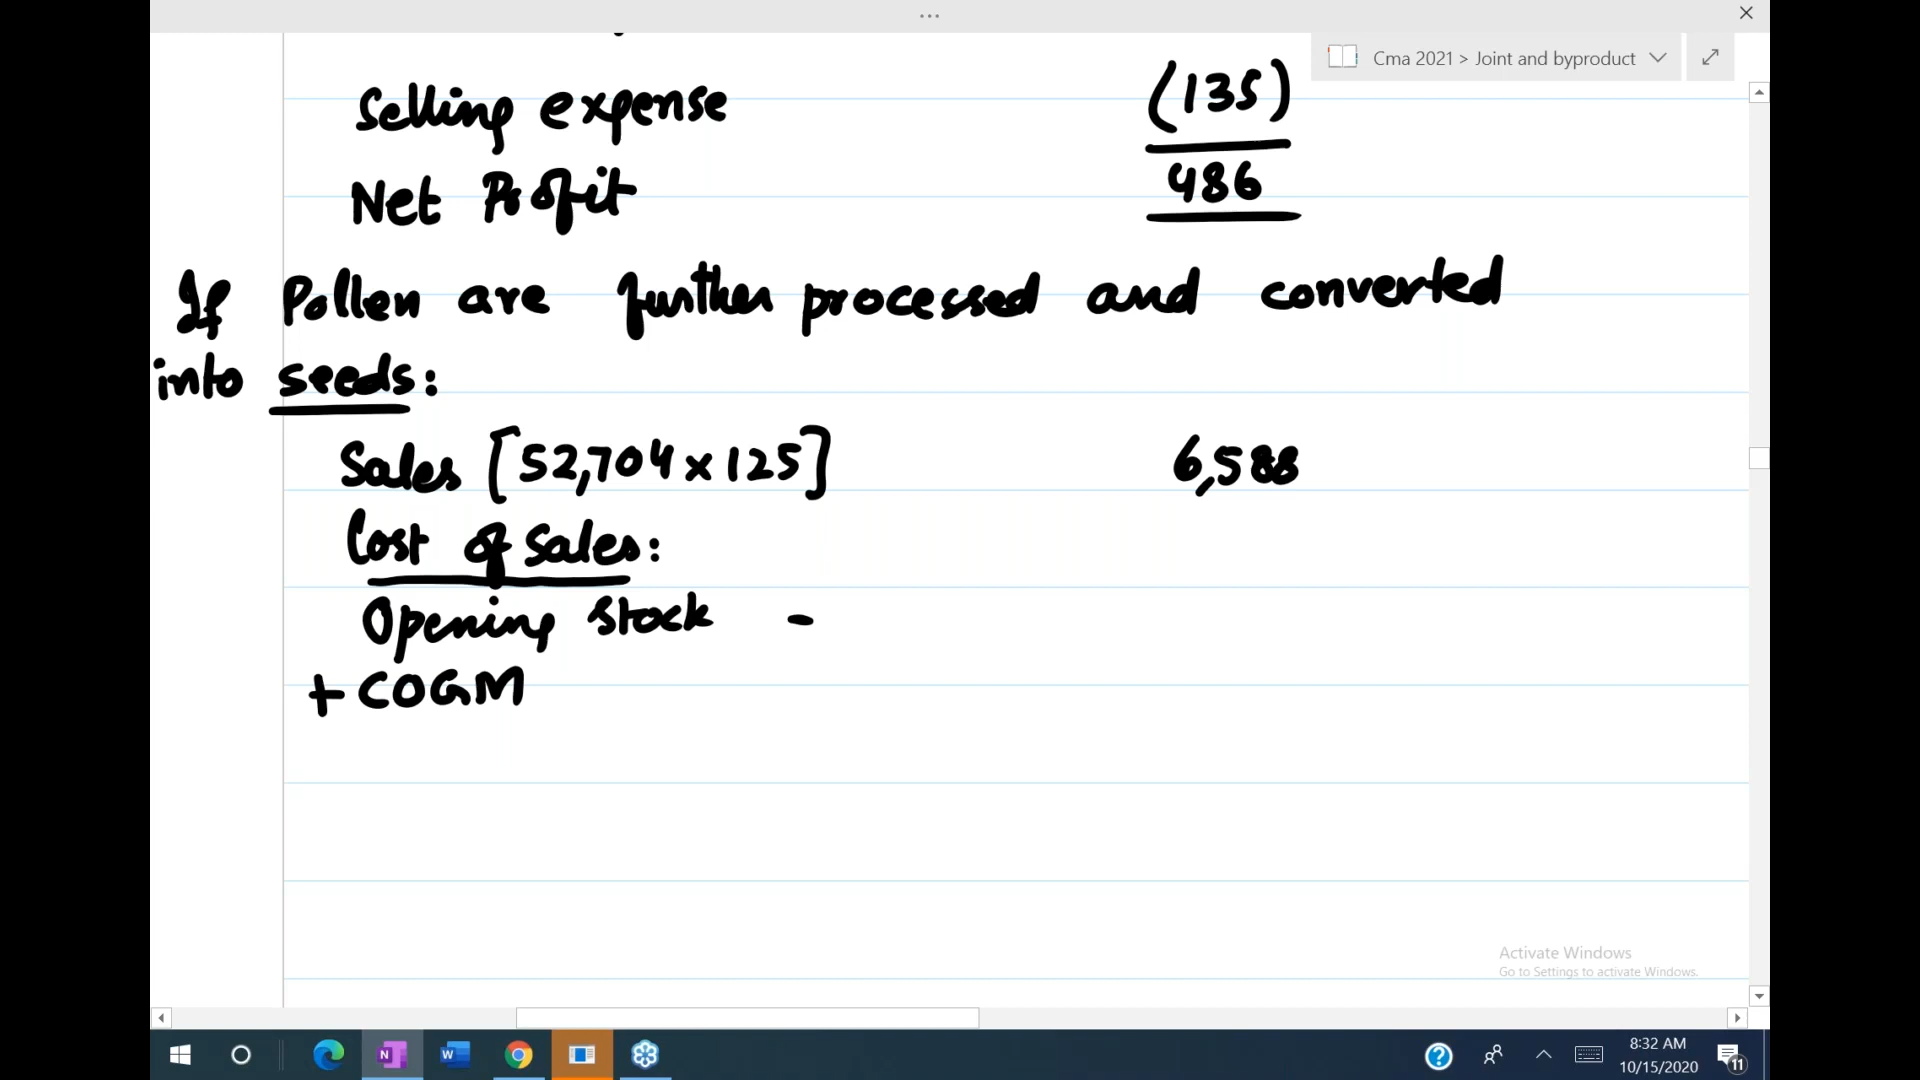 Cma 2021 > Joint and byproduct
Selling expense (135)
Net Profit 486
If Pollen are further processed and converted
into seeds:
Sales [52,704 x 125] 6,588
Cost of Sales:
Opening Stock -
+ COGM
Activate Windows
Go to Settings to activate Windows.
8:32 AM
10/15/2020
11